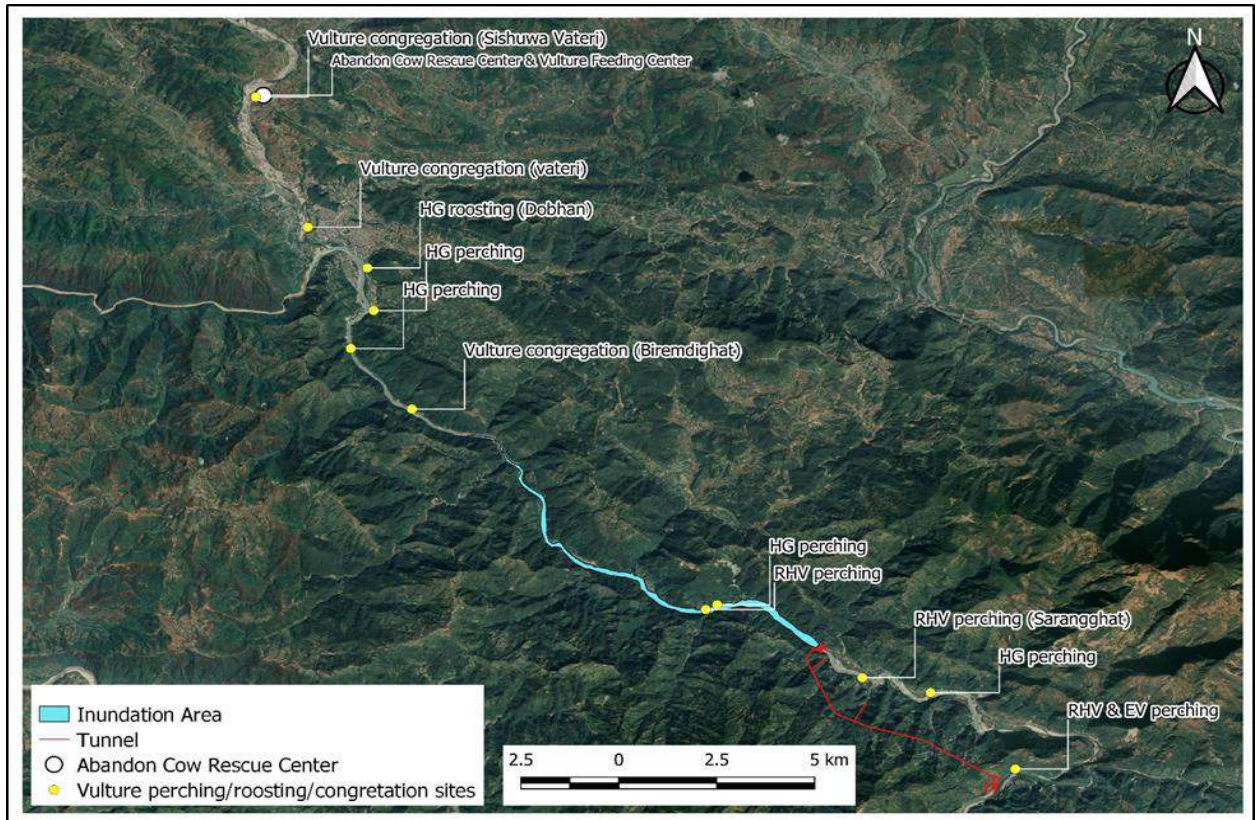 Vulture congregation (Sishuwa Vateri)
Abandon Cow Rescue Center & Vulture Feeding Center
N
Vulture congregation (vateri)
HG roosting (Dobhan)
HG perching
HG perching
Vulture congregation (Biremdighat)
HG perching
RHV perching
RHV perching (Sarangghat)
HG perching
RHV & EV perching
Inundation Area
Tunnel
Abandon Cow Rescue Center
Vulture perching/roosting/congretation sites
2.5 0 2.5 5 km